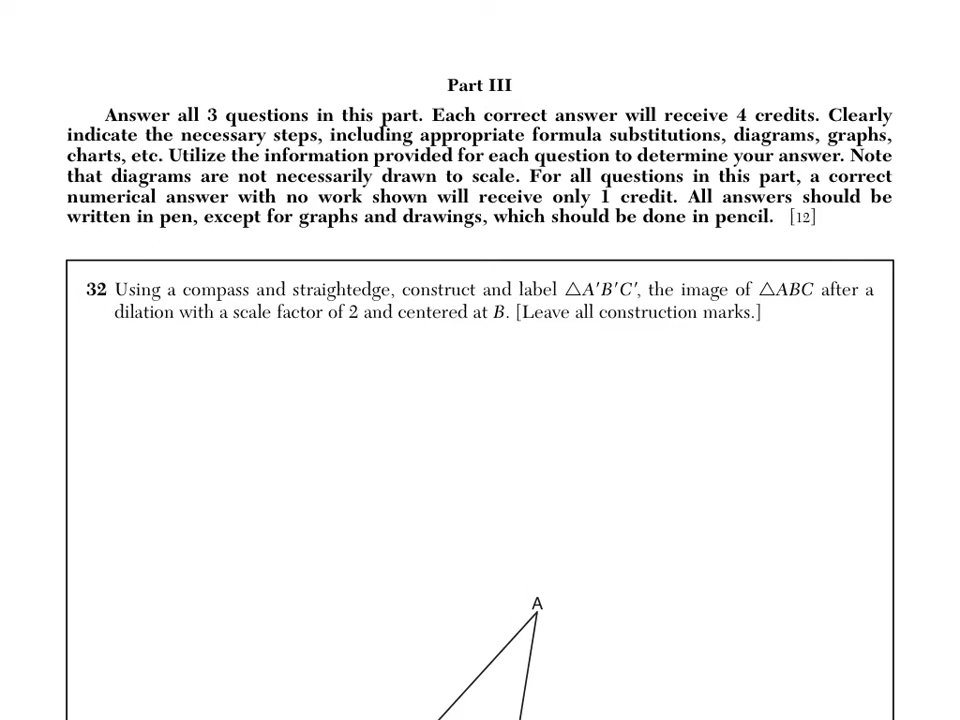 Part III
Answer all 3 questions in this part. Each correct answer will receive 4 credits. Clearly
indicate the necessary steps, including appropriate formula substitutions, diagrams, graphs,
charts, etc. Utilize the information provided for each question to determine your answer. Note
that diagrams are not necessarily drawn to scale. For all questions in this part, a correct
numerical answer with no work shown will receive only 1 credit. All answers should be
written in pen, except for graphs and drawings, which should be done in pencil. [12]
32 Using a compass and straightedge, construct and label △A′B′C′, the image of △ABC after a
dilation with a scale factor of 2 and centered at B. [Leave all construction marks.]
A